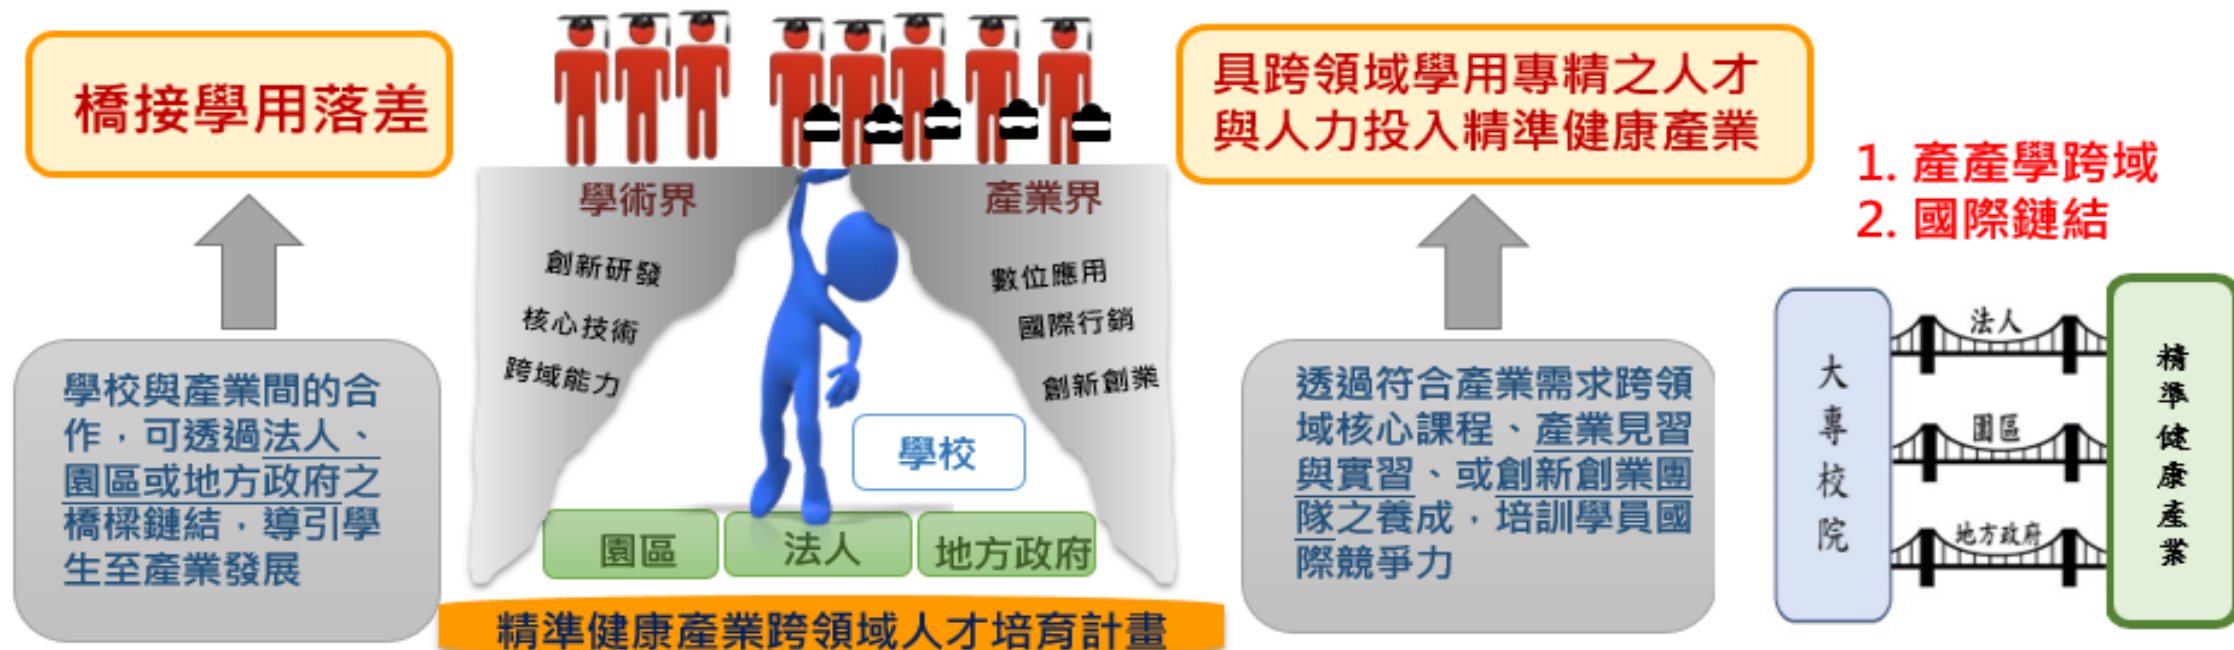 橋接學用落差
學校與產業間的合
作，可透過法人、
園區或地方政府之
橋樑鏈結，導引學
生至產業發展
學術界
創新研發
核心技術
跨域能力
產業界
數位應用
國際行銷
創新創業
學校
園區
法人
地方政府
精準健康產業跨領域人才培育計畫
具跨領域學用專精之人才
與人力投入精準健康產業
透過符合產業需求跨領
域核心課程、產業見習
與實習、或創新創業團
隊之養成，培訓學員國
際競爭力
1. 產產學跨域
2. 國際鏈結
大專校院
法人
園區
地方政府
精準健康產業